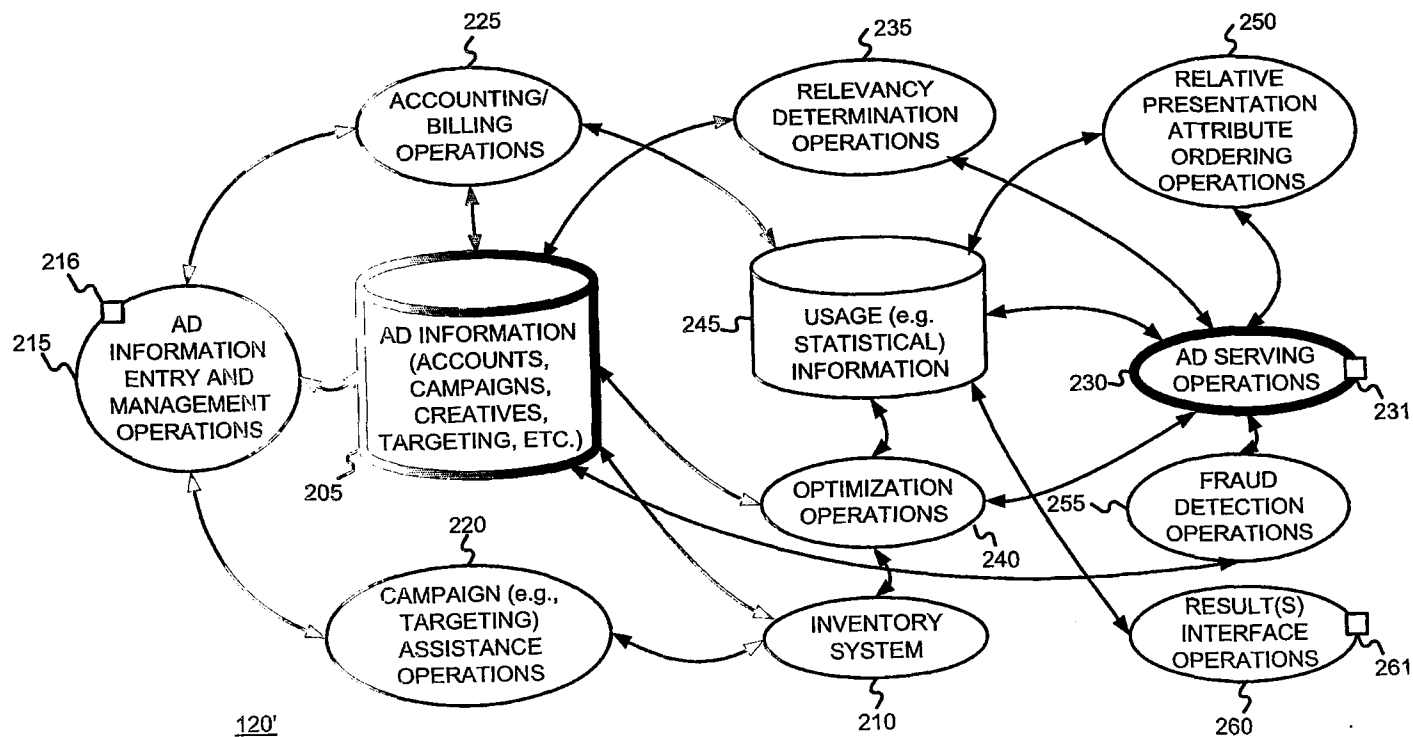 225
235
250
ACCOUNTING/
BILLING
OPERATIONS
RELEVANCY
DETERMINATION
OPERATIONS
RELATIVE
PRESENTATION
ATTRIBUTE
ORDERING
OPERATIONS
216
215
AD
INFORMATION
ENTRY AND
MANAGEMENT
OPERATIONS
AD INFORMATION
(ACCOUNTS,
CAMPAIGNS,
CREATIVES,
TARGETING, ETC.)
205
245
USAGE (e.g.
STATISTICAL)
INFORMATION
230
AD SERVING
OPERATIONS
231
OPTIMIZATION
OPERATIONS
240
255
FRAUD
DETECTION
OPERATIONS
220
CAMPAIGN (e.g.,
TARGETING)
ASSISTANCE
OPERATIONS
INVENTORY
SYSTEM
210
RESULT(S)
INTERFACE
OPERATIONS
261
260
120'